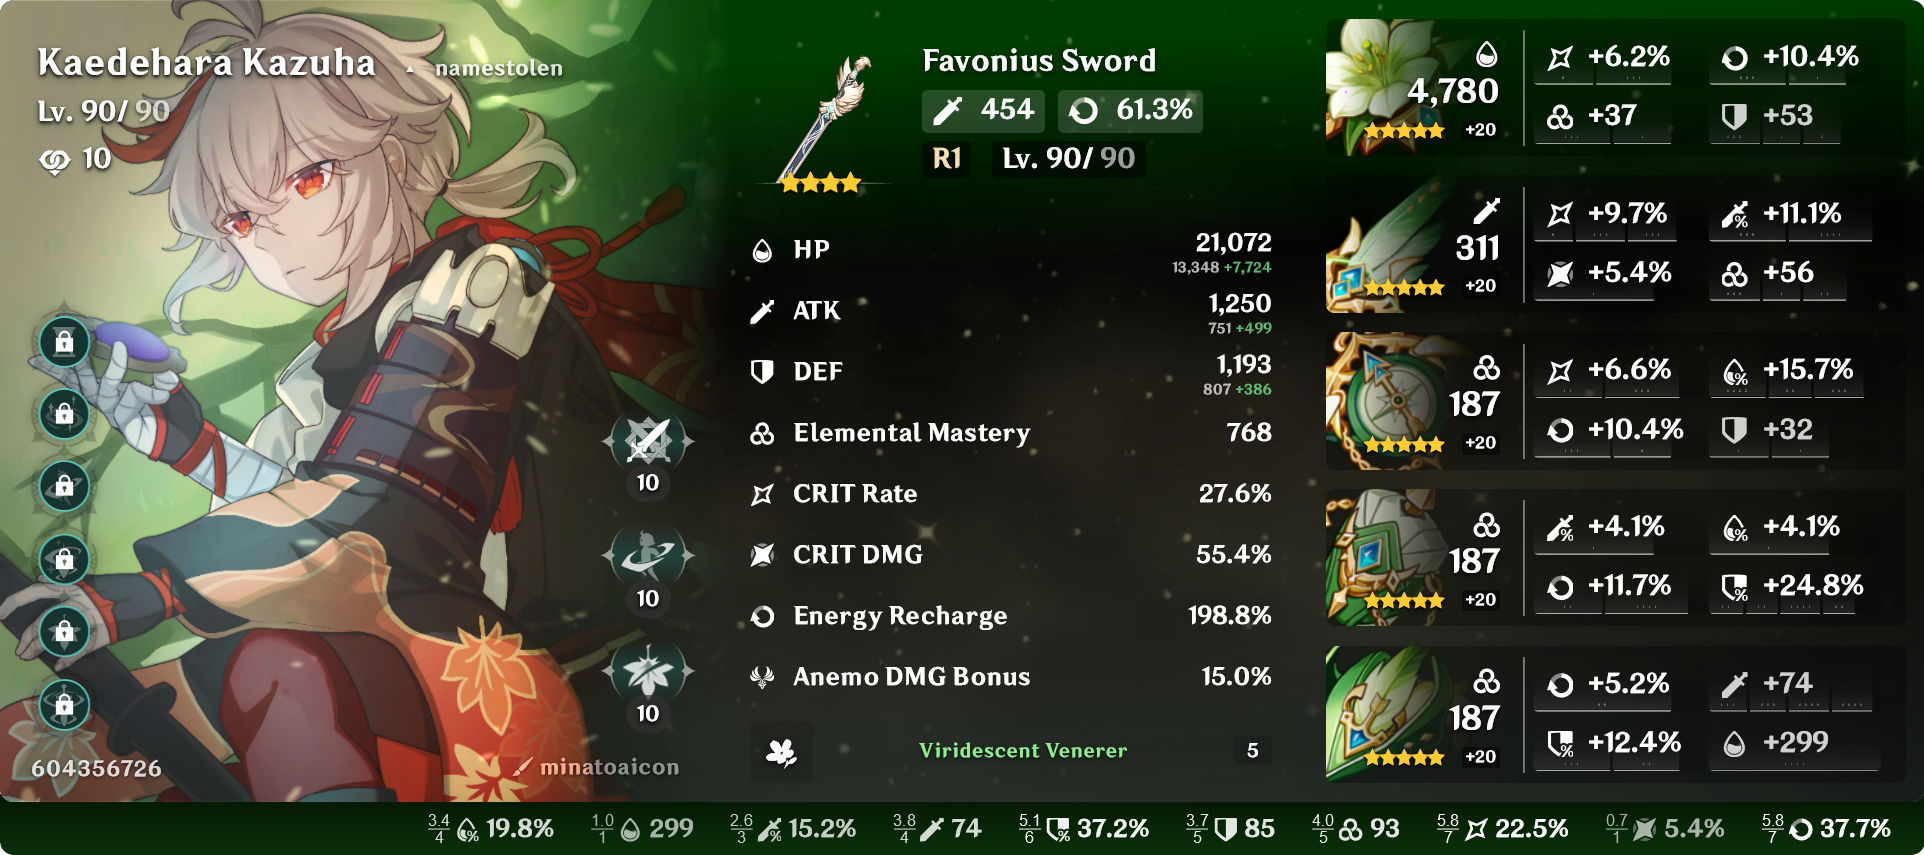 Kaedehara Kazuha namestolen
Lv. 90/ 90
10
10
10
10
604356726
minatoaicon
Favonius Sword
454 61.3%
R1 Lv. 90/ 90
HP 21,072
13,348 +7,724
ATK 1,250
751 +499
DEF 1,193
807 +386
Elemental Mastery 768
CRIT Rate 27.6%
CRIT DMG 55.4%
Energy Recharge 198.8%
Anemo DMG Bonus 15.0%
Viridescent Venerer 5
4,780
+20
+6.2% +10.4%
+37 +53
311
+20
+9.7% +11.1%
+5.4% +56
187
+20
+6.6% +15.7%
+10.4% +32
187
+20
+4.1% +4.1%
+11.7% +24.8%
187
+20
+5.2% +74
+12.4% +299
3.4/4 19.8% 1.0/1 299 2.6/3 15.2% 3.8/4 74 5.1/6 37.2% 3.7/5 85 4.0/5 93 5.8/7 22.5% 0.7/1 5.4% 5.8/7 37.7%